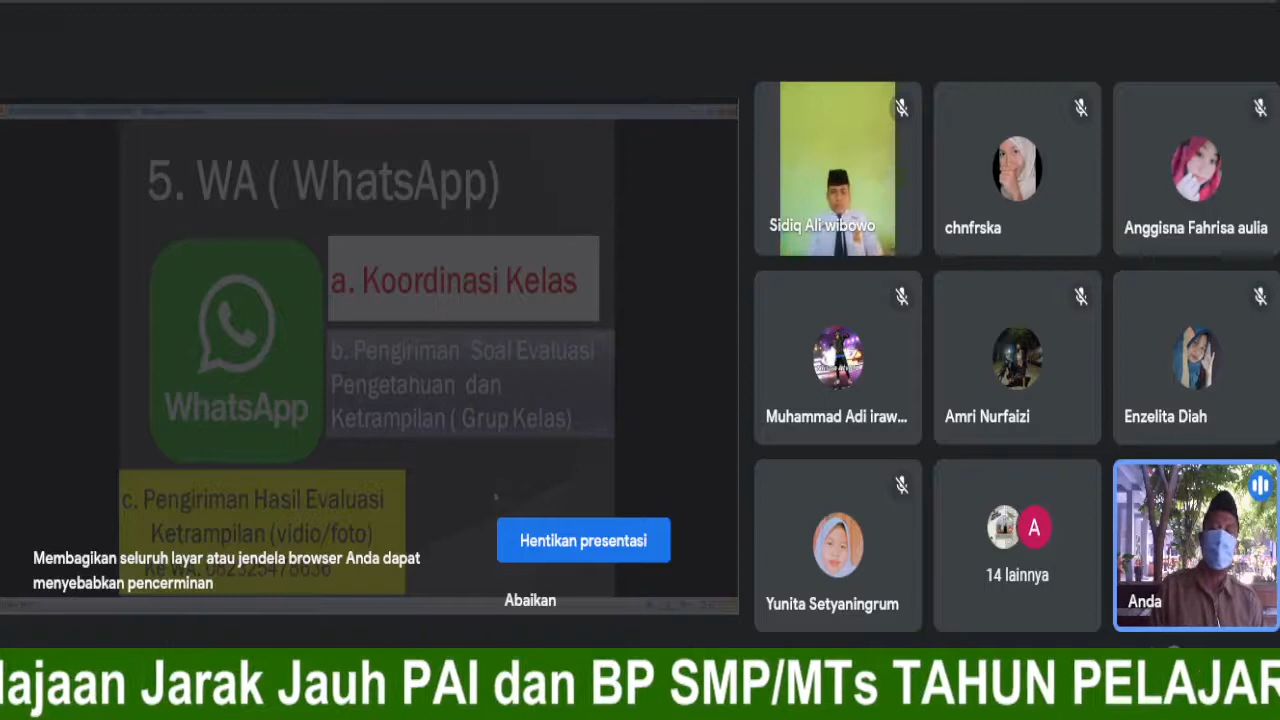 5. WA ( WhatsApp)
a. Koordinasi Kelas
b. Pengiriman Soal Evaluasi
Pengetahuan dan
Ketrampilan ( Grup Kelas)
WhatsApp
c. Pengiriman Hasil Evaluasi
Ketrampilan (vidio/foto)
Membagikan seluruh layar atau jendela browser Anda dapat
menyebabkan pencerminan
Hentikan presentasi
Abaikan
Sidiq Ali wibowo
chnfrska
Anggisna Fahrisa aulia
Muhammad Adi iraw...
Amri Nurfaizi
Enzelita Diah
Yunita Setyaningrum
A
14 lainnya
Anda
lajaan Jarak Jauh PAI dan BP SMP/MTs TAHUN PELAJAR